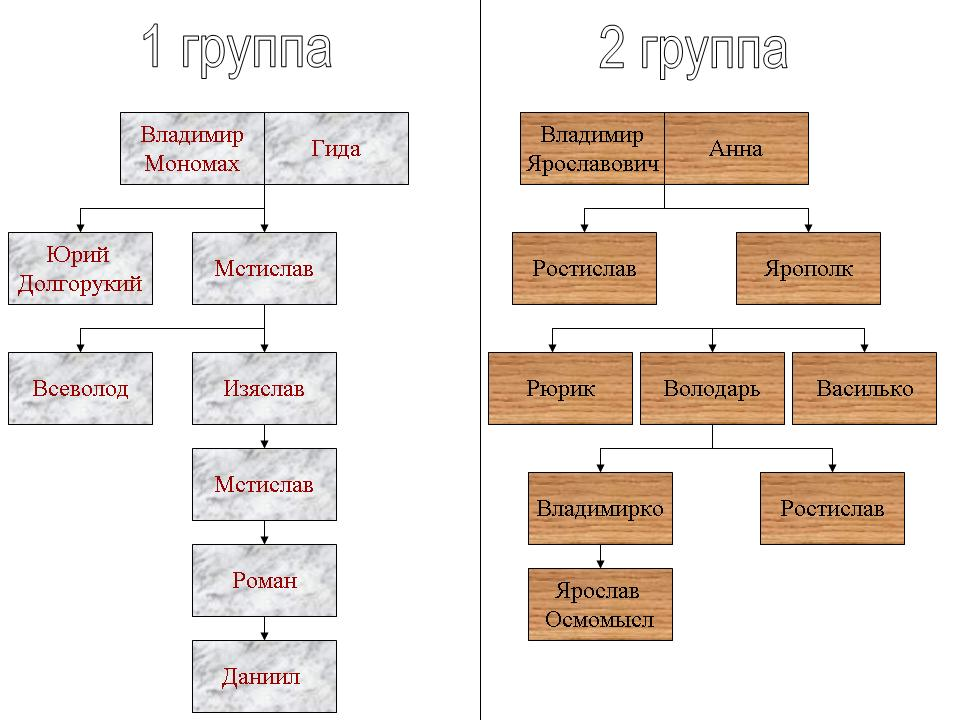 1 группа
Владимир
Мономах
Гида
Юрий
Долгорукий
Мстислав
Всеволод
Изяслав
Мстислав
Роман
Даниил
2 группа
Владимир
Ярославович
Анна
Ростислав
Ярополк
Рюрик
Володарь
Василько
Владимирко
Ростислав
Ярослав
Осмомысл